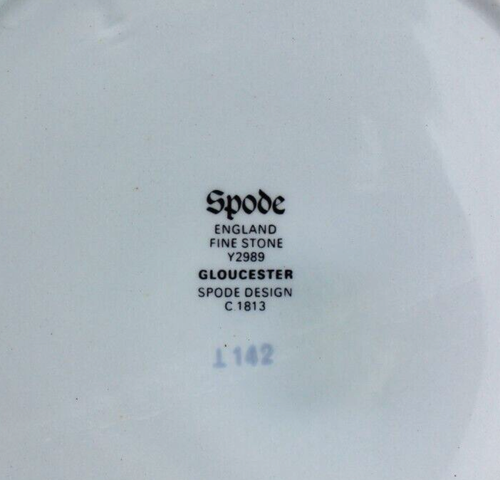 Spode
ENGLAND
FINE STONE
Y2989
GLOUCESTER
SPODE DESIGN
C.1813
142